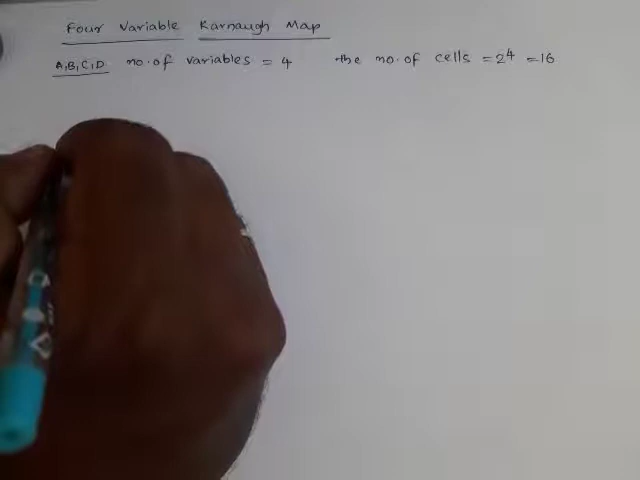 Four Variable Karnaugh Map
A,B,C,D no.of variables = 4 the no.of cells = 2⁴ = 16